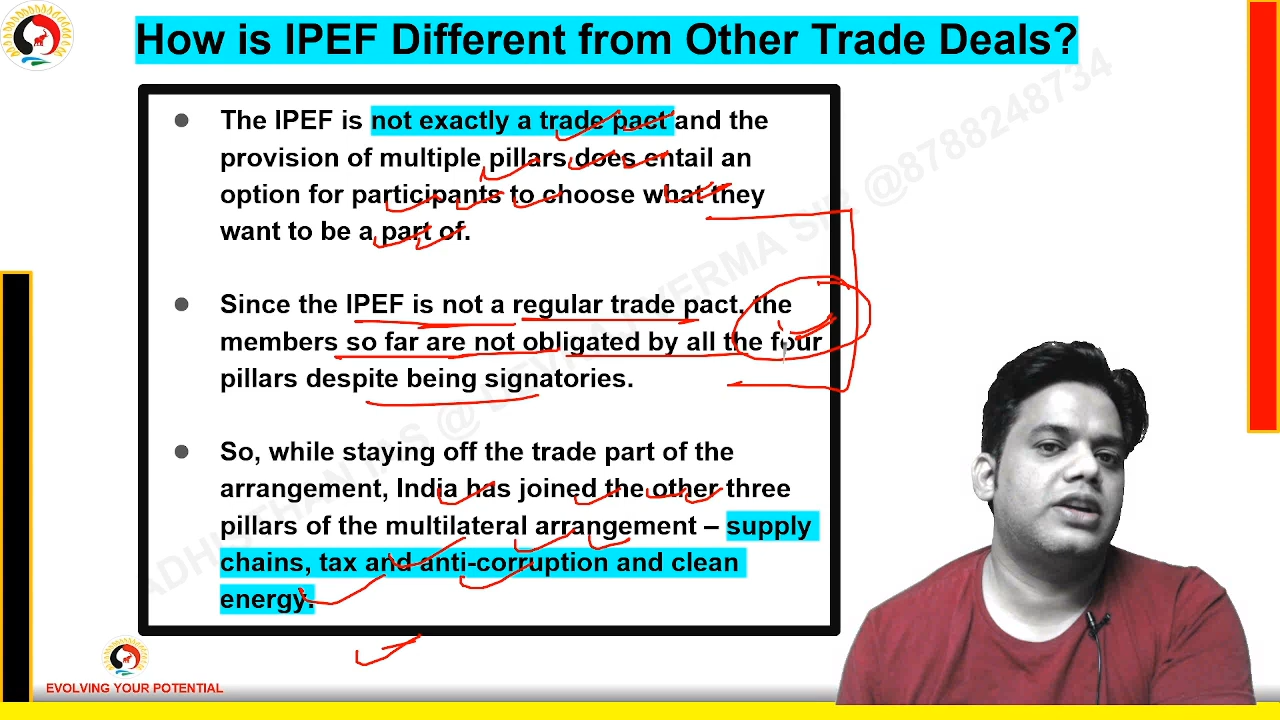 How is IPEF Different from Other Trade Deals?
● The IPEF is not exactly a trade pact and the
provision of multiple pillars does entail an
option for participants to choose what they
want to be a part of.
● Since the IPEF is not a regular trade pact, the
members so far are not obligated by all the four
pillars despite being signatories.
● So, while staying off the trade part of the
arrangement, India has joined the other three
pillars of the multilateral arrangement – supply
chains, tax and anti-corruption and clean
energy.
VERMA SIR @8788248734
EVOLVING YOUR POTENTIAL